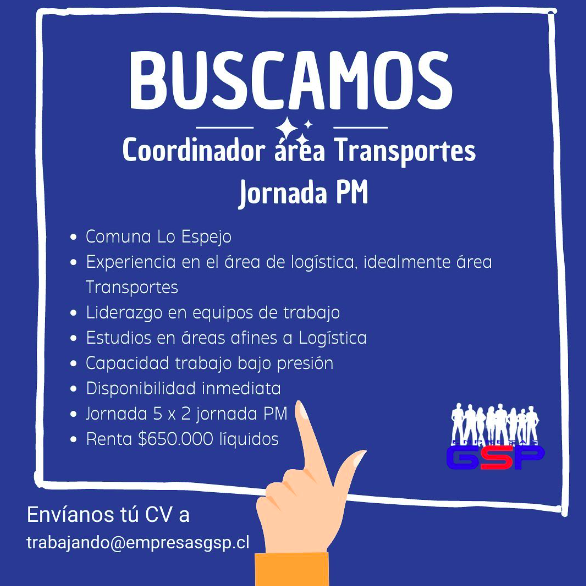 BUSCAMOS
Coordinador área Transportes
Jornada PM
• Comuna Lo Espejo
• Experiencia en el área de logística, idealmente área
Transportes
• Liderazgo en equipos de trabajo
• Estudios en áreas afines a Logística
• Capacidad trabajo bajo presión
• Disponibilidad inmediata
• Jornada 5 x 2 jornada PM
• Renta $650.000 líquidos
GSP
Envíanos tú CV a
trabajando@empresasgsp.cl